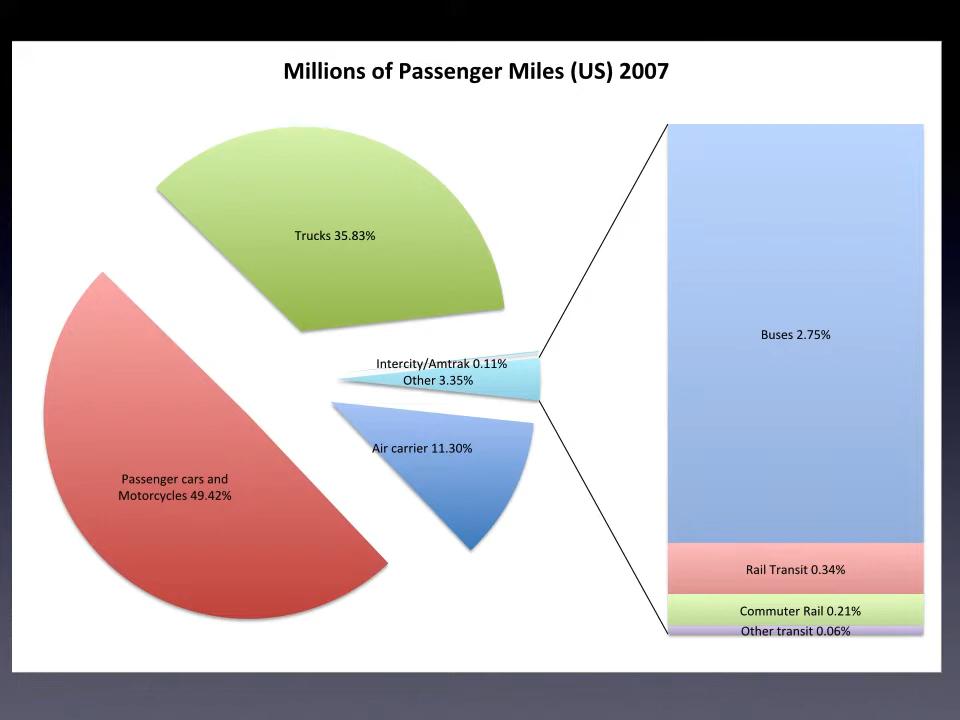 Millions of Passenger Miles (US) 2007
Trucks 35.83%
Intercity/Amtrak 0.11%
Other 3.35%
Air carrier 11.30%
Passenger cars and
Motorcycles 49.42%
Buses 2.75%
Rail Transit 0.34%
Commuter Rail 0.21%
Other transit 0.06%